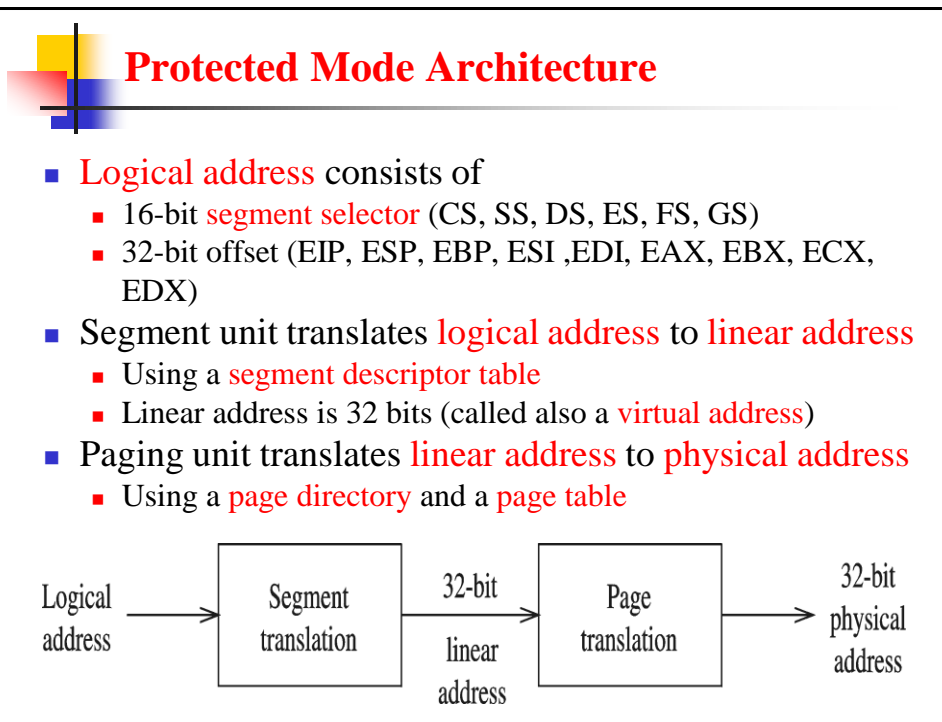 Protected Mode Architecture
Logical address consists of
16-bit segment selector (CS, SS, DS, ES, FS, GS)
32-bit offset (EIP, ESP, EBP, ESI ,EDI, EAX, EBX, ECX,
EDX)
Segment unit translates logical address to linear address
Using a segment descriptor table
Linear address is 32 bits (called also a virtual address)
Paging unit translates linear address to physical address
Using a page directory and a page table
Logical
address
Segment
translation
32-bit
linear
address
Page
translation
32-bit
physical
address